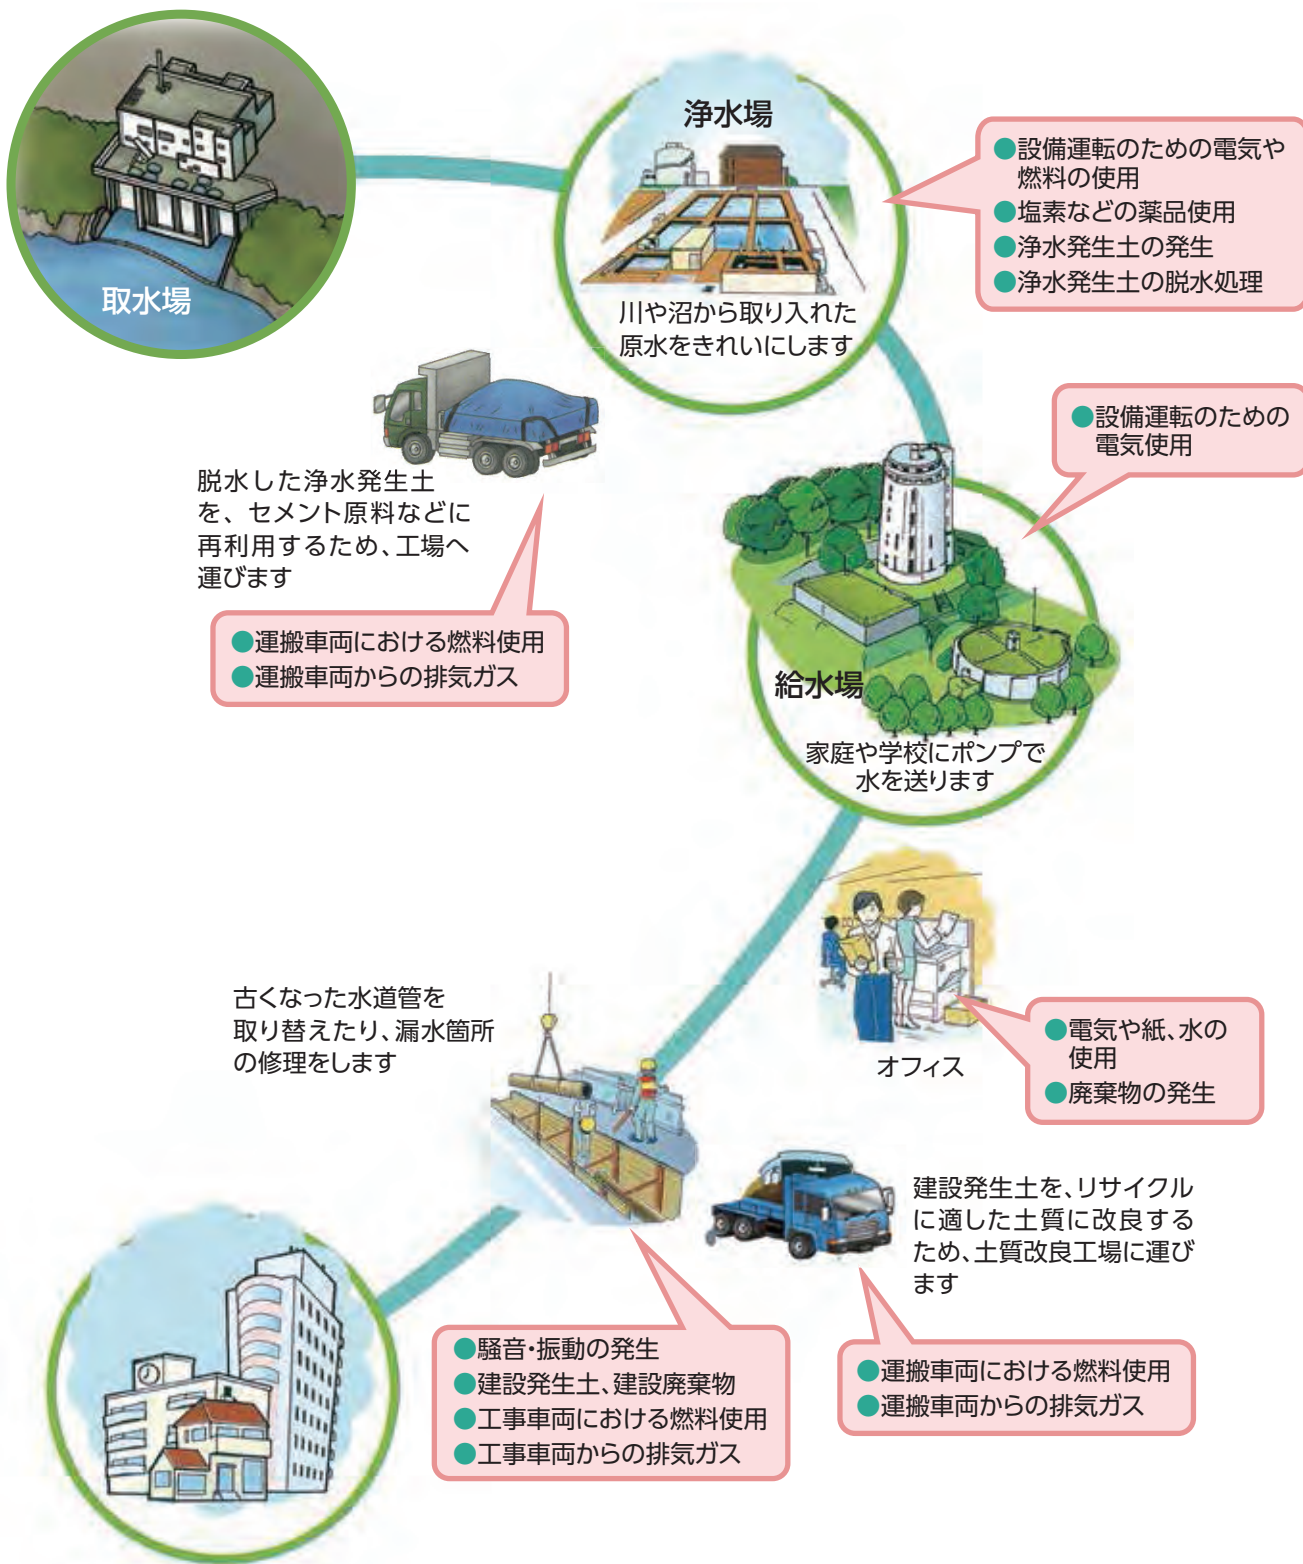 取水場
浄水場
川や沼から取り入れた
原水をきれいにします
●設備運転のための電気や
燃料の使用
●塩素などの薬品使用
●浄水発生土の発生
●浄水発生土の脱水処理
脱水した浄水発生土
を、セメント原料などに
再利用するため、工場へ
運びます
●運搬車両における燃料使用
●運搬車両からの排気ガス
●設備運転のための
電気使用
給水場
家庭や学校にポンプで
水を送ります
オフィス
●電気や紙、水の
使用
●廃棄物の発生
古くなった水道管を
取り替えたり、漏水箇所
の修理をします
建設発生土を、リサイクル
に適した土質に改良する
ため、土質改良工場に運び
ます
●騒音・振動の発生
●建設発生土、建設廃棄物
●工事車両における燃料使用
●工事車両からの排気ガス
●運搬車両における燃料使用
●運搬車両からの排気ガス